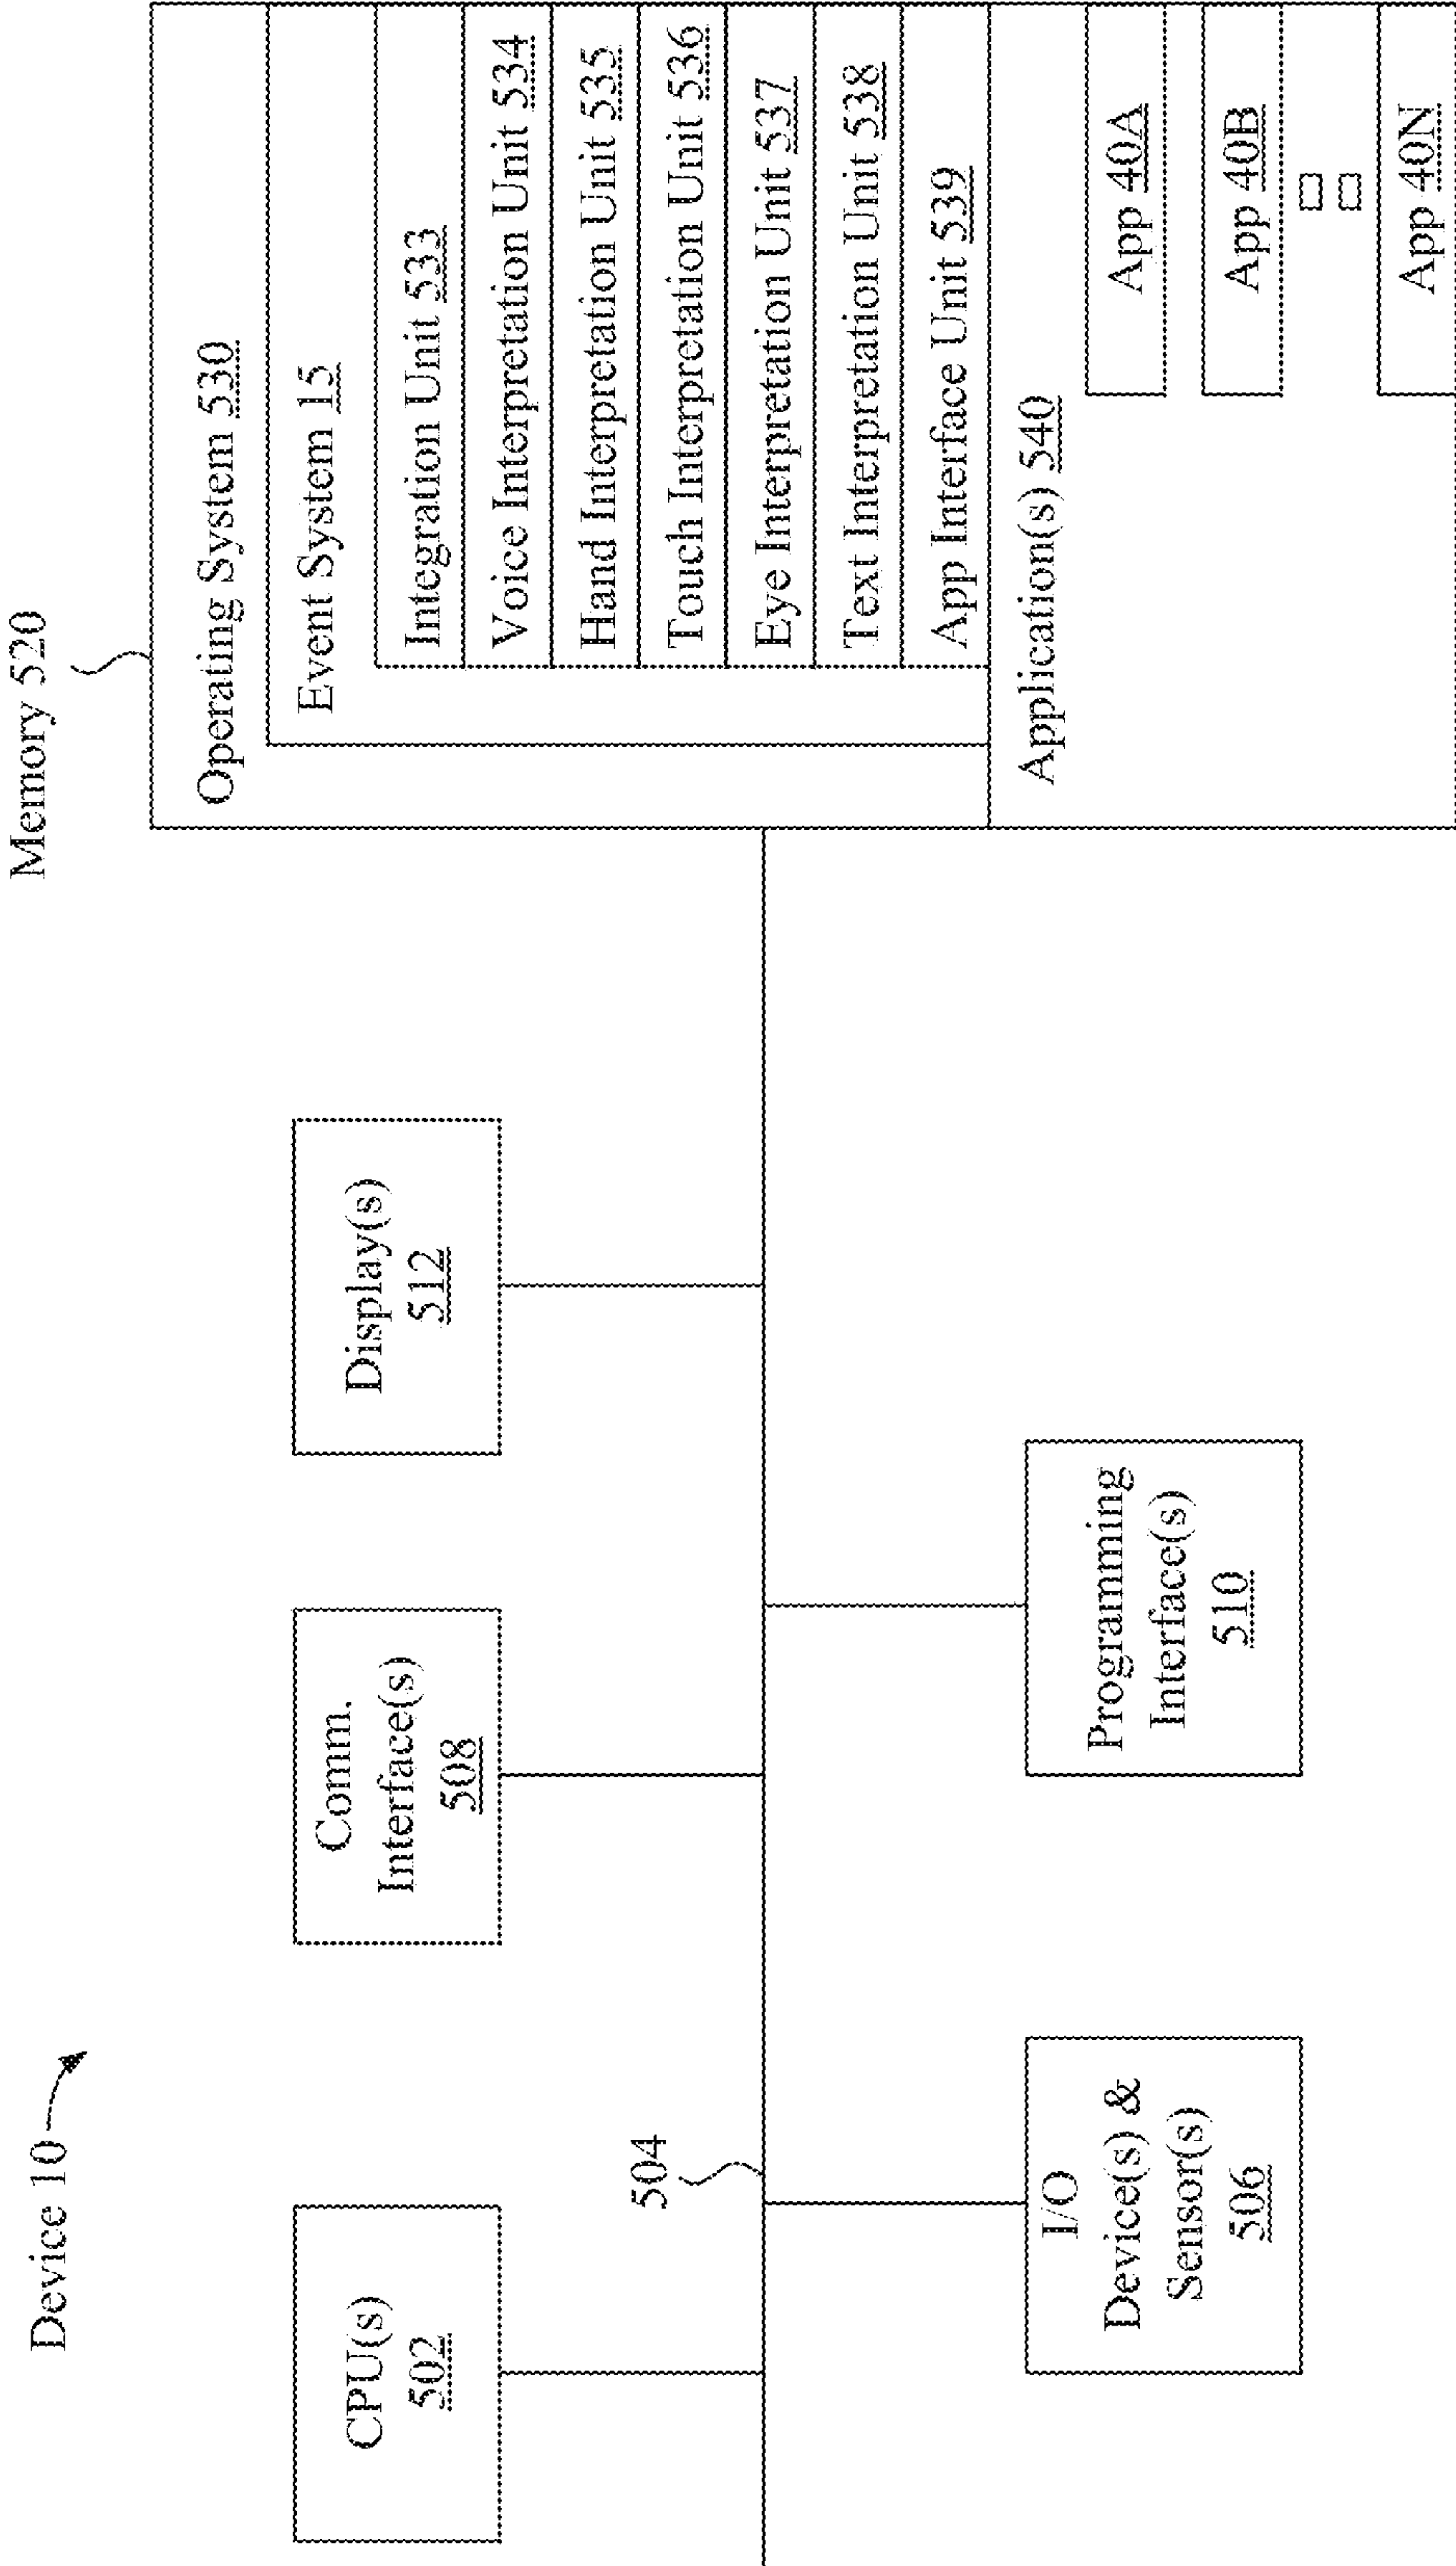 Device 10
Memory 520
CPU(s)
502
Comm.
Interface(s)
508
Display(s)
512
504
I/O
Device(s) &
Sensor(s)
506
Programming
Interface(s)
510
Operating System 530
Event System 15
Integration Unit 533
Voice Interpretation Unit 534
Hand Interpretation Unit 535
Touch Interpretation Unit 536
Eye Interpretation Unit 537
Text Interpretation Unit 538
App Interface Unit 539
Application(s) 540
App 40A
App 40B
App 40N